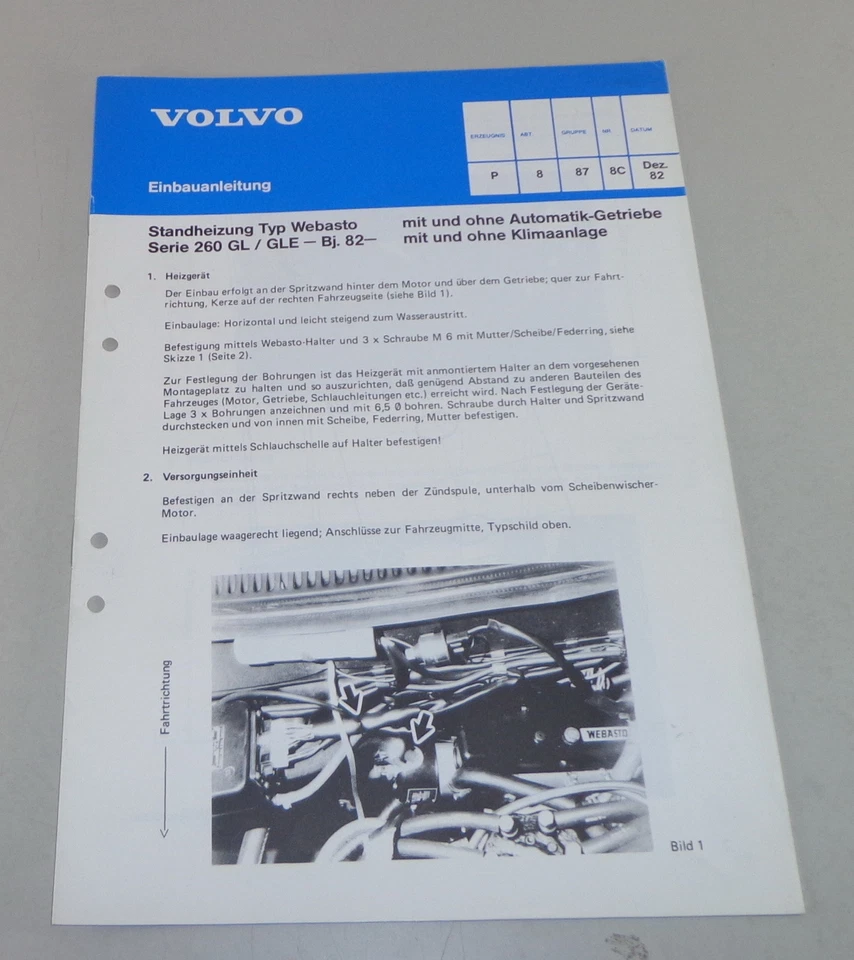 VOLVO
Einbauanleitung
ERZEUGNIS ABT. GRUPPE NR. DATUM
P 8 87 8C Dez. 82
Standheizung Typ Webasto mit und ohne Automatik-Getriebe
Serie 260 GL / GLE — Bj. 82— mit und ohne Klimaanlage
1. Heizgerät
Der Einbau erfolgt an der Spritzwand hinter dem Motor und über dem Getriebe; quer zur Fahrt-
richtung, Kerze auf der rechten Fahrzeugseite (siehe Bild 1).
Einbaulage: Horizontal und leicht steigend zum Wasseraustritt.
Befestigung mittels Webasto-Halter und 3 x Schraube M 6 mit Mutter/Scheibe/Federring, siehe
Skizze 1 (Seite 2).
Zur Festlegung der Bohrungen ist das Heizgerät mit anmontiertem Halter an dem vorgesehenen
Montageplatz zu halten und so auszurichten, daß genügend Abstand zu anderen Bauteilen des
Fahrzeuges (Motor, Getriebe, Schlauchleitungen etc.) erreicht wird. Nach Festlegung der Geräte-
Lage 3 x Bohrungen anzeichnen und mit 6,5 Ø bohren. Schraube durch Halter und Spritzwand
durchstecken und von innen mit Scheibe, Federring, Mutter befestigen.
Heizgerät mittels Schlauchschelle auf Halter befestigen!
2. Versorgungseinheit
Befestigen an der Spritzwand rechts neben der Zündspule, unterhalb vom Scheibenwischer-
Motor.
Einbaulage waagerecht liegend; Anschlüsse zur Fahrzeugmitte, Typschild oben.
Fahrtrichtung
WEBASTO
Bild 1